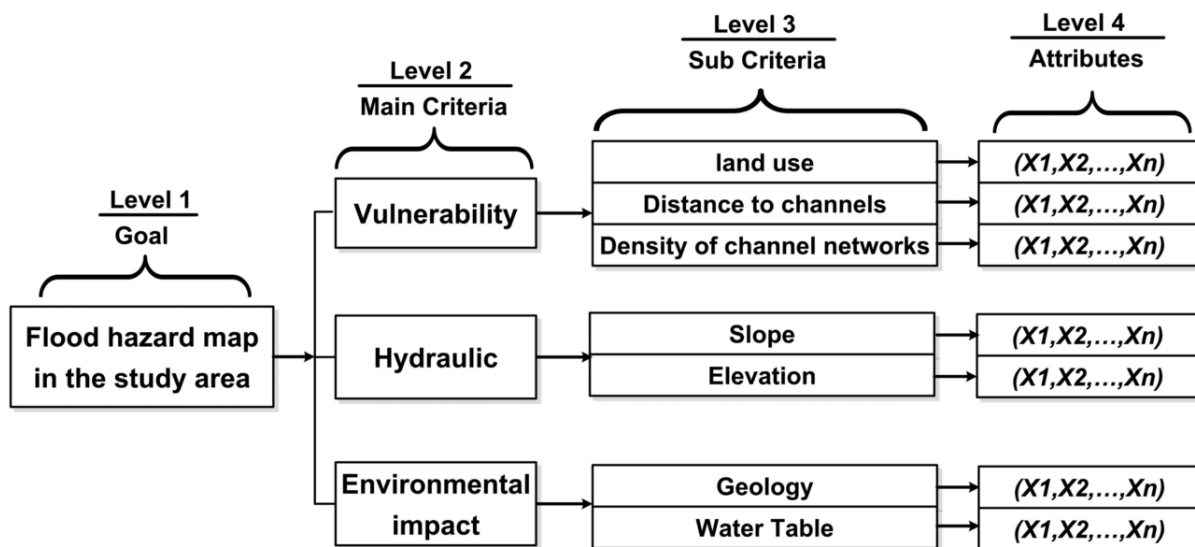 Level 1
Goal
Flood hazard map
in the study area
Level 2
Main Criteria
Vulnerability
Hydraulic
Environmental
impact
Level 3
Sub Criteria
land use
Distance to channels
Density of channel networks
Slope
Elevation
Geology
Water Table
Level 4
Attributes
(X1,X2,...,Xn)
(X1,X2,...,Xn)
(X1,X2,...,Xn)
(X1,X2,...,Xn)
(X1,X2,...,Xn)
(X1,X2,...,Xn)
(X1,X2,...,Xn)